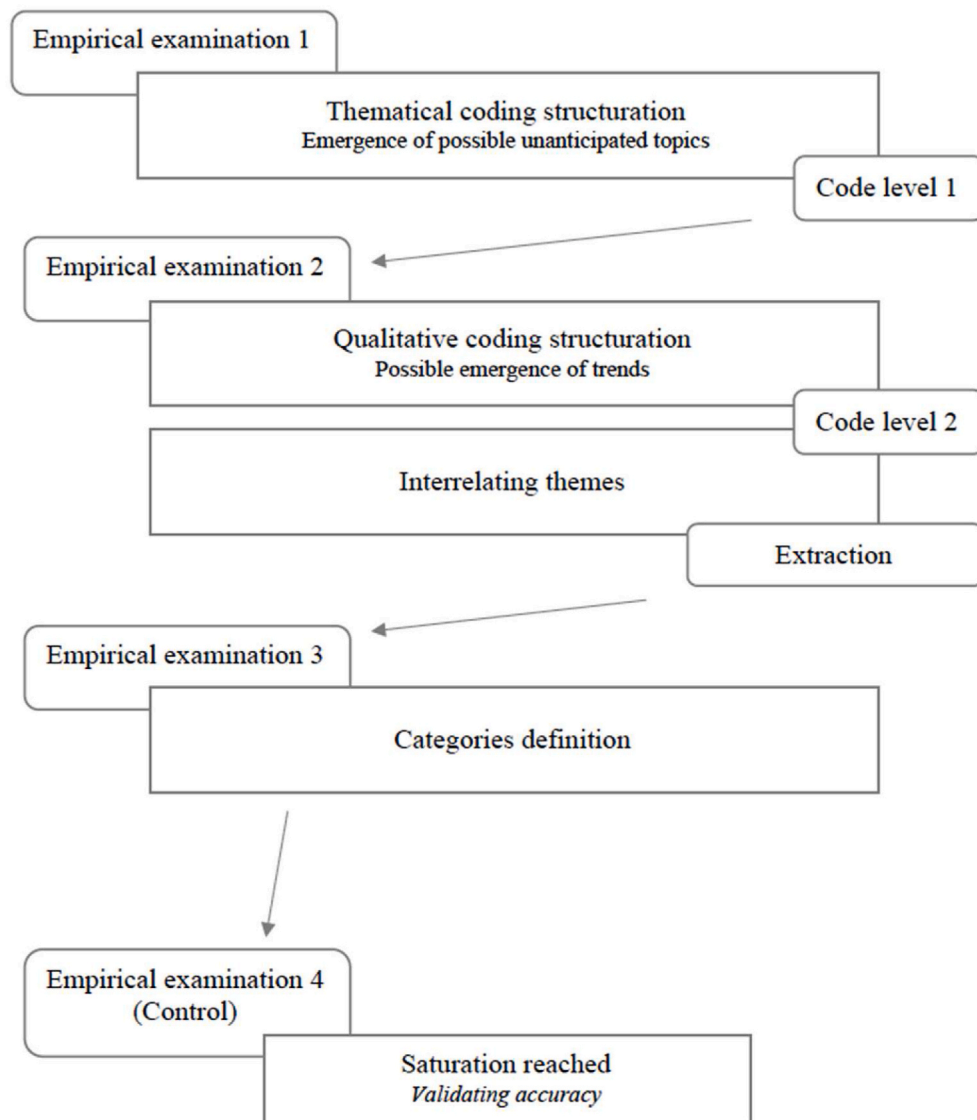 Empirical examination 1
Thematical coding structuration
Emergence of possible unanticipated topics
Code level 1
Empirical examination 2
Qualitative coding structuration
Possible emergence of trends
Code level 2
Interrelating themes
Extraction
Empirical examination 3
Categories definition
Empirical examination 4
(Control)
Saturation reached
Validating accuracy